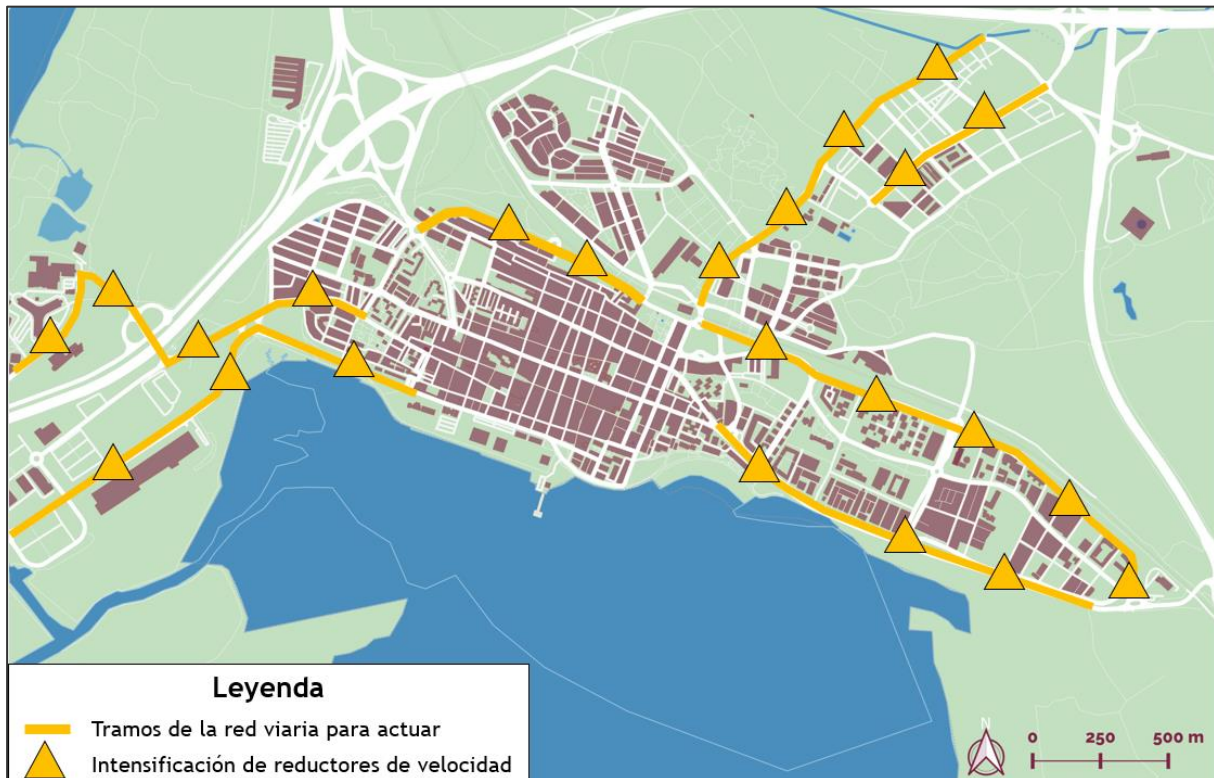 Leyenda
Tramos de la red viaria para actuar
Intensificación de reductores de velocidad
N
0 250 500 m